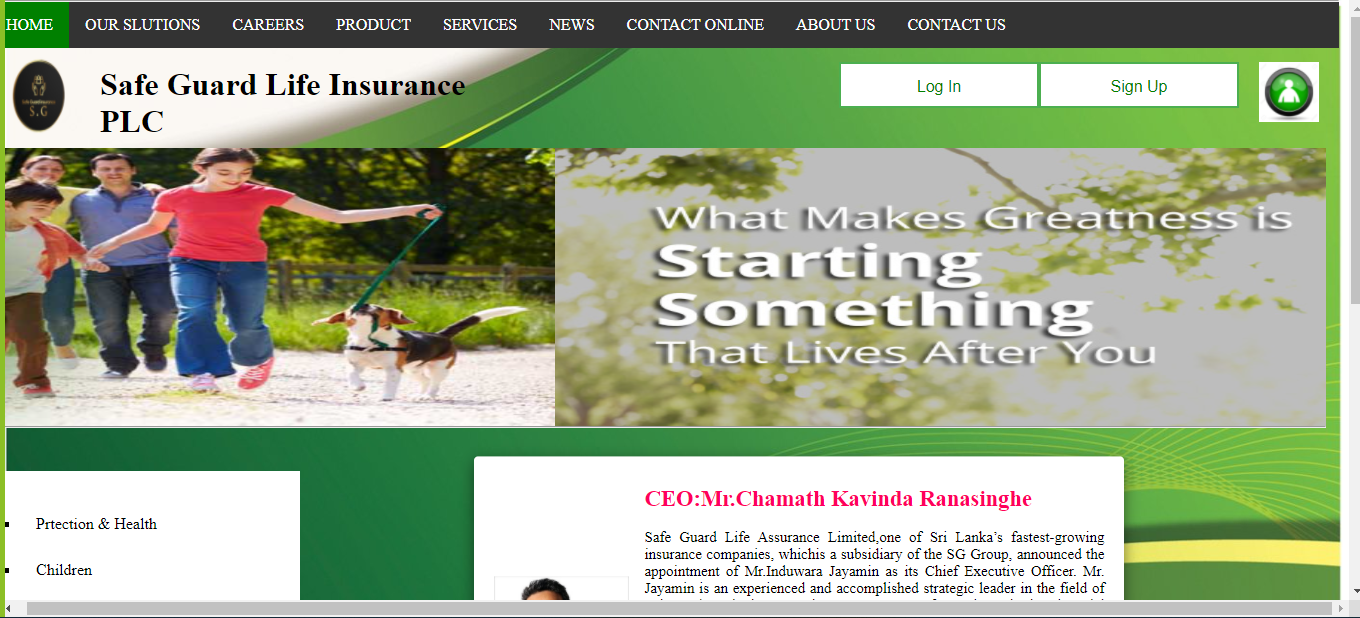 HOME OUR SLUTIONS CAREERS PRODUCT SERVICES NEWS CONTACT ONLINE ABOUT US CONTACT US
Safe Guard Life Insurance
PLC
S.G
Log In
Sign Up
What Makes Greatness is
Starting
Something
That Lives After You
Prtection & Health
Children
CEO:Mr.Chamath Kavinda Ranasinghe
Safe Guard Life Assurance Limited,one of Sri Lanka’s fastest-growing
insurance companies, whichis a subsidiary of the SG Group, announced the
appointment of Mr.Induwara Jayamin as its Chief Executive Officer. Mr.
Jayamin is an experienced and accomplished strategic leader in the field of